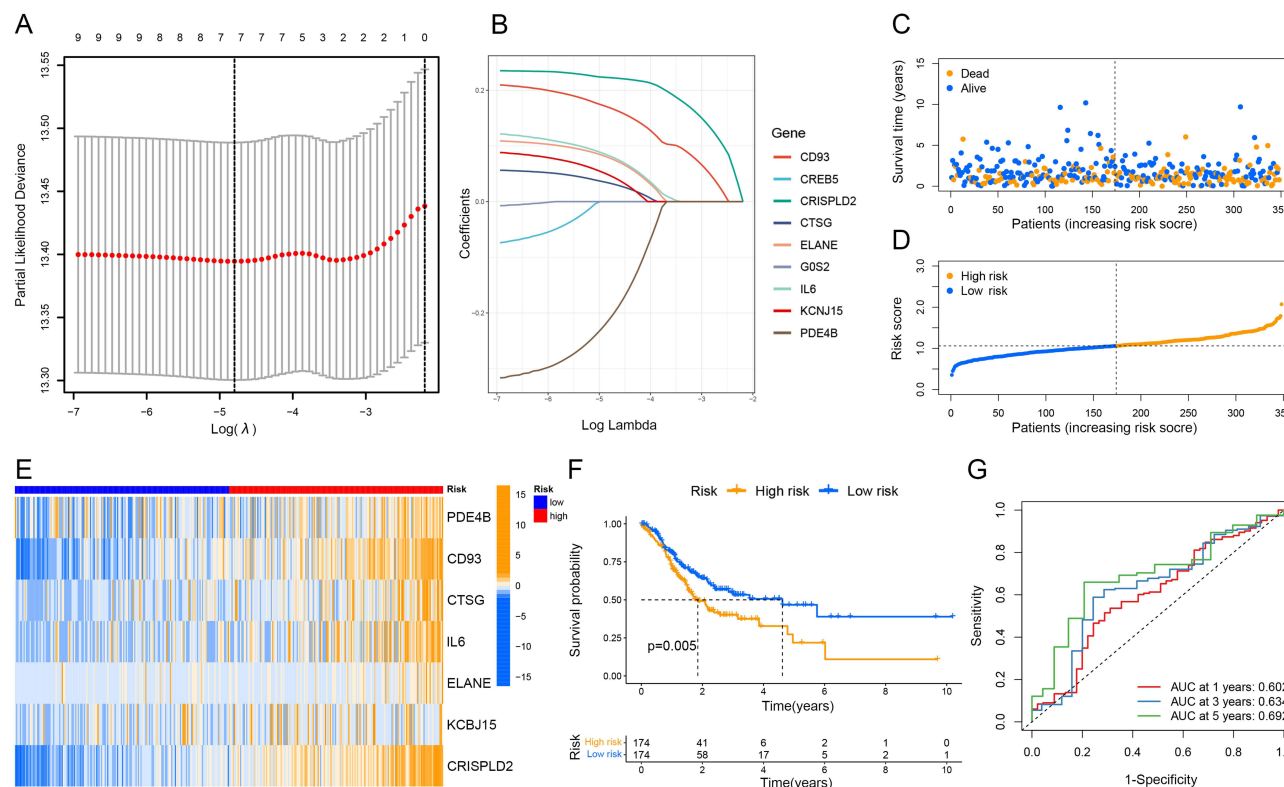 A
9 9 9 9 8 8 8 7 7 7 7 5 3 2 2 2 1 0
Partial Likelihood Deviance
13.55
13.50
13.45
13.40
13.35
13.30
−7 −6 −5 −4 −3
Log( λ )
B
Coefficients
0.2
0.0
−0.2
−7 −6 −5 −4 −3 −2
Log Lambda
Gene
CD93
CREB5
CRISPLD2
CTSG
ELANE
G0S2
IL6
KCNJ15
PDE4B
C
Survival time (years)
15
10
5
0
Dead
Alive
0 50 100 150 200 250 300 350
Patients (increasing risk socre)
D
Risk score
3.0
2.0
1.0
0.0
High risk
Low risk
0 50 100 150 200 250 300 350
Patients (increasing risk socre)
E
Risk
PDE4B
CD93
CTSG
IL6
ELANE
KCBJ15
CRISPLD2
15
10
5
0
−5
−10
−15
Risk
low
high
F
Risk High risk Low risk
Survival probability
1.00
0.75
0.50
0.25
0.00
p=0.005
0 2 4 6 8 10
Time(years)
Risk
High risk 174 41 6 2 1 0
Low risk 174 58 17 5 2 1
0 2 4 6 8 10
Time(years)
G
Sensitivity
1.0
0.8
0.6
0.4
0.2
0.0
AUC at 1 years: 0.602
AUC at 3 years: 0.634
AUC at 5 years: 0.692
0.0 0.2 0.4 0.6 0.8
1-Specificity